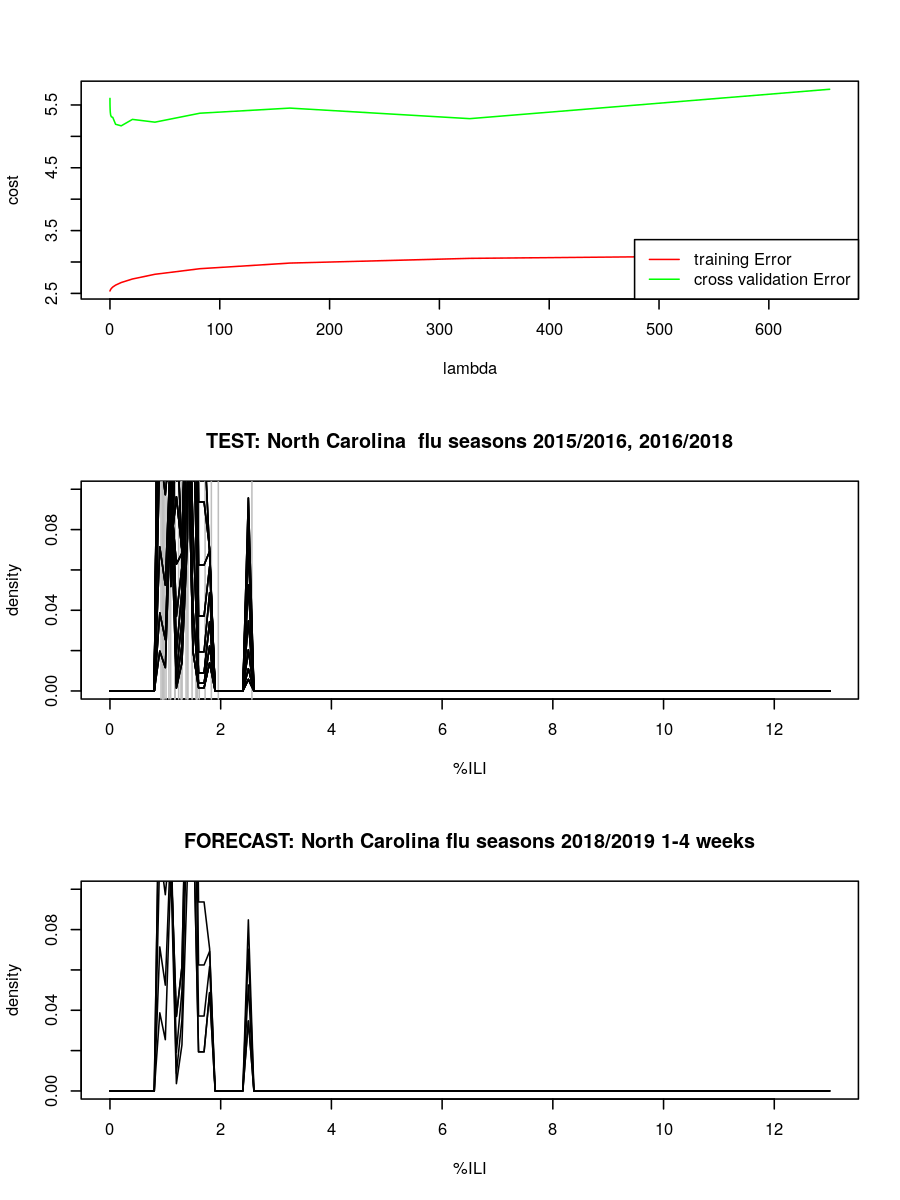 cost
5.5
4.5
3.5
2.5
training Error
cross validation Error
0 100 200 300 400 500 600
lambda
TEST: North Carolina  flu seasons 2015/2016, 2016/2018
density
0.08
0.04
0.00
0 2 4 6 8 10 12
%ILI
FORECAST: North Carolina flu seasons 2018/2019 1-4 weeks
density
0.08
0.04
0.00
0 2 4 6 8 10 12
%ILI